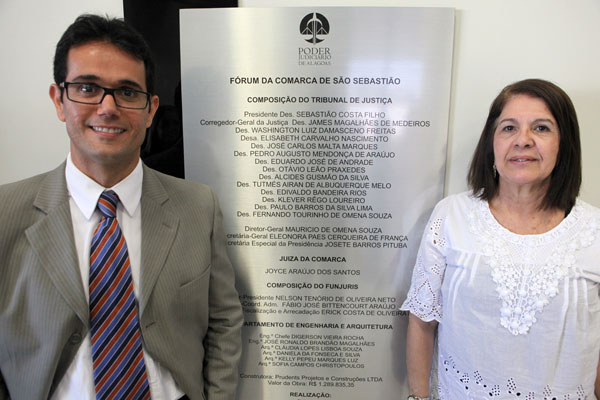 PODER
JUDICIÁRIO
DE ALAGOAS
FÓRUM DA COMARCA DE SÃO SEBASTIÃO
COMPOSIÇÃO DO TRIBUNAL DE JUSTIÇA
Presidente Des. SEBASTIÃO COSTA FILHO
Corregedor-Geral da Justiça Des. JAMES MAGALHÃES DE MEDEIROS
Des. WASHINGTON LUIZ DAMASCENO FREITAS
Desa. ELISABETH CARVALHO NASCIMENTO
Des. JOSÉ CARLOS MALTA MARQUES
Des. PEDRO AUGUSTO MENDONÇA DE ARAÚJO
Des. EDUARDO JOSÉ DE ANDRADE
Des. OTÁVIO LEÃO PRAXEDES
Des. ALCIDES GUSMÃO DA SILVA
Des. TUTMÉS AIRAN DE ALBUQUERQUE MELO
Des. EDIVALDO BANDEIRA RIOS
Des. KLEVER RÊGO LOUREIRO
Des. PAULO BARROS DA SILVA LIMA
Des. FERNANDO TOURINHO DE OMENA SOUZA
Diretor-Geral MAURICIO DE OMENA SOUZA
cretária-Geral ELEONORA PAES CERQUEIRA DE FRANÇA
cretária Especial da Presidência JOSETE BARROS PITUBA
JUIZA DA COMARCA
JOYCE ARAÚJO DOS SANTOS
COMPOSIÇÃO DO FUNJURIS
Presidente NELSON TENÓRIO DE OLIVEIRA NETO
Coord. Adm. FÁBIO JOSÉ BITTENCOURT ARAÚJO
calização e Arrecadação ERICK COSTA DE OLIVEIRA
ARTAMENTO DE ENGENHARIA E ARQUITETURA
Eng.º Chefe DIGERSON VIEIRA ROCHA
Eng.º JOSÉ RONALDO BRANDÃO MAGALHÃES
Arq.ª CLÁUDIA LOPES LISBOA SOUZA
Arq.ª DANIELA DA FONSECA E SILVA
Arq.ª KELLY PEPEU MARQUES LUZ
Arq.ª SOFIA CAMPOS CHRISTOPOULOS
Construtora: Prudents Projetos e Construções LTDA
Valor da Obra: R$ 1.289.835,35
REALIZAÇÃO: